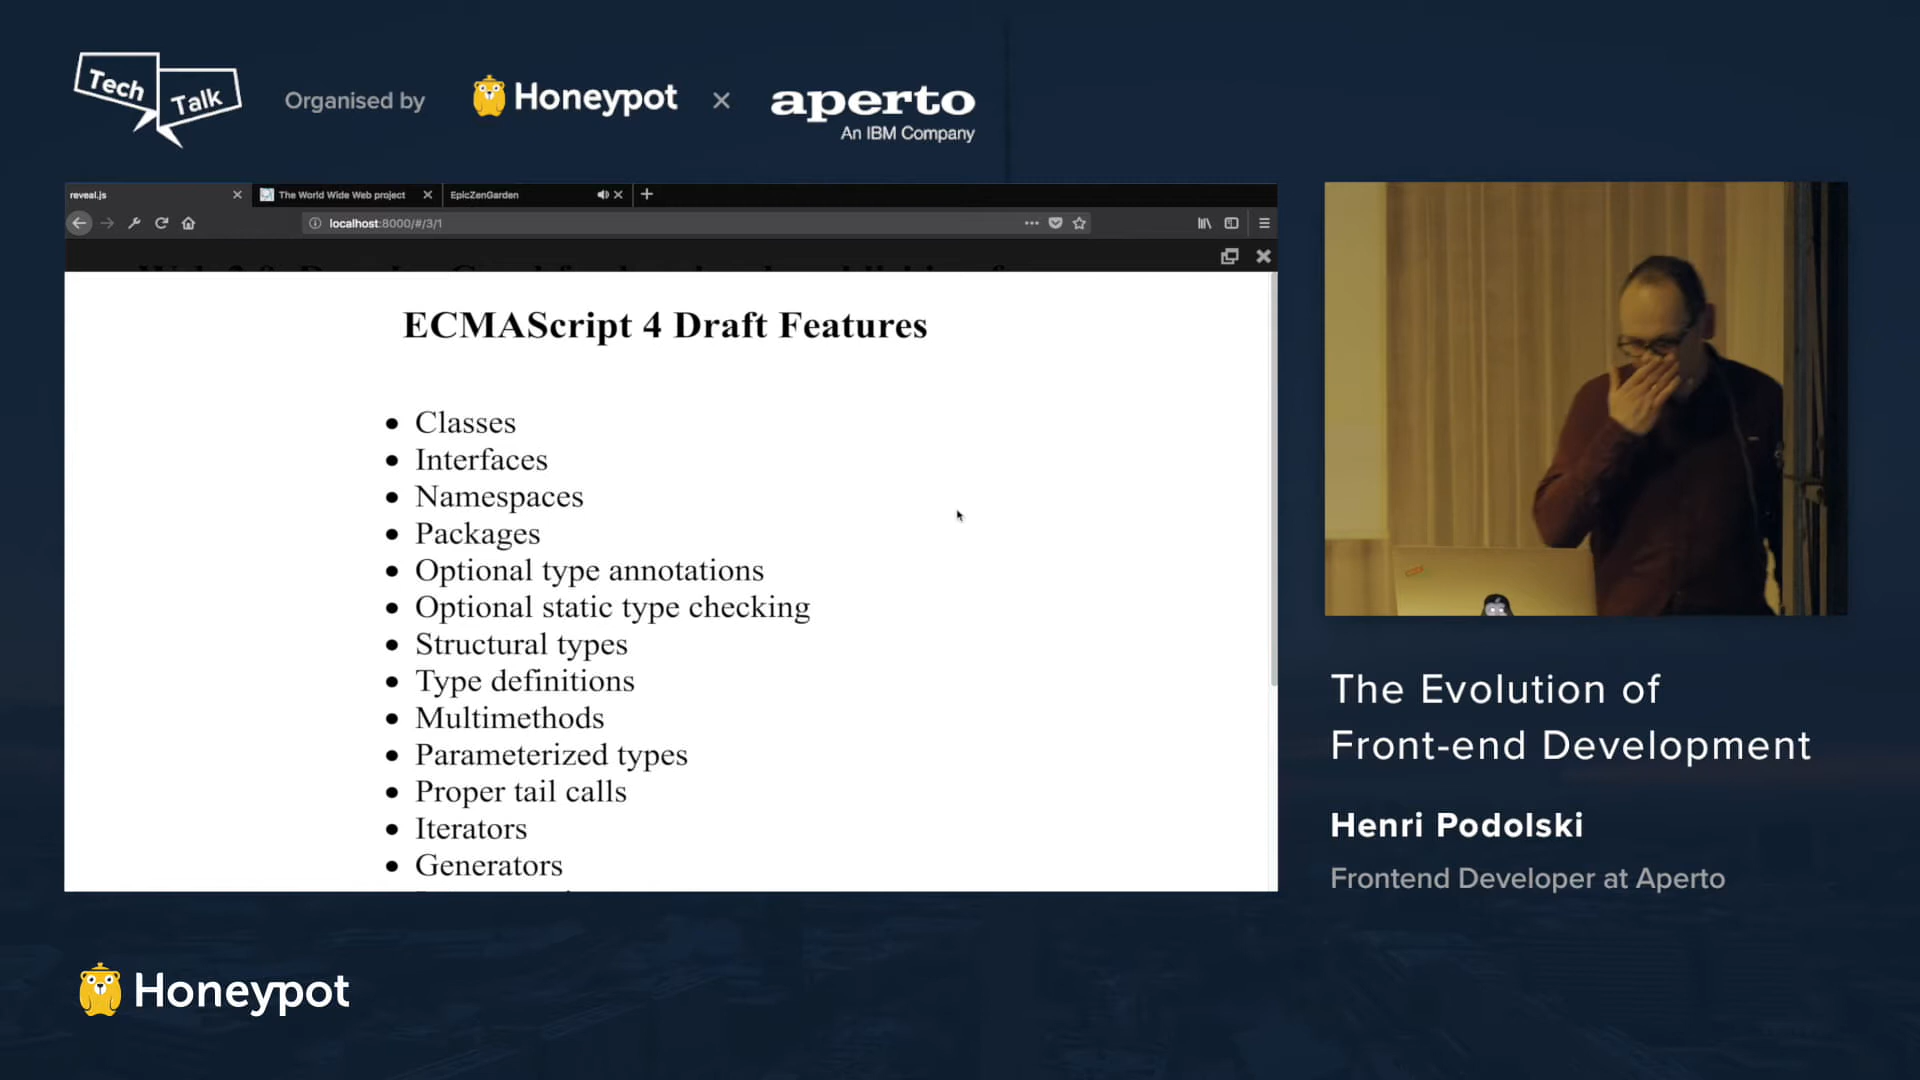 Tech
Talk
Organised by
Honeypot
×
aperto
An IBM Company
reveal.js
The World Wide Web project
EpicZenGarden
localhost:8000/#/3/1
ECMAScript 4 Draft Features
• Classes
• Interfaces
• Namespaces
• Packages
• Optional type annotations
• Optional static type checking
• Structural types
• Type definitions
• Multimethods
• Parameterized types
• Proper tail calls
• Iterators
• Generators
The Evolution of
Front-end Development
Henri Podolski
Frontend Developer at Aperto
Honeypot